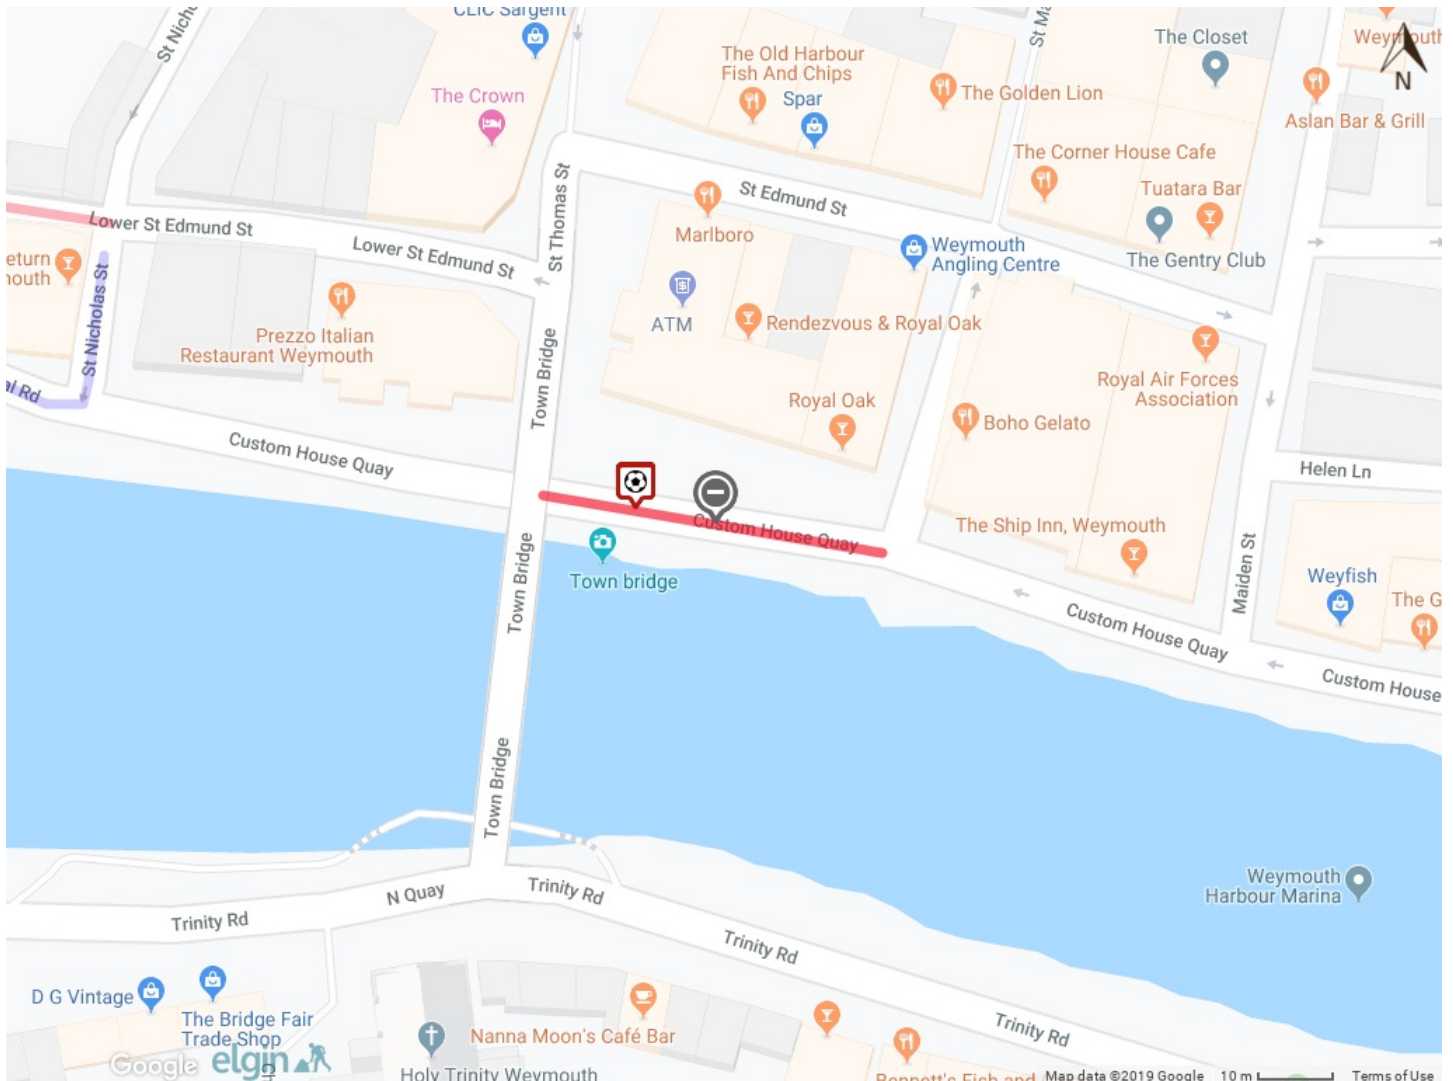 St Nicho
CLIC Sargent
St Ma
The Closet
Weymouth
N
The Old Harbour
Fish And Chips
Spar
The Golden Lion
The Crown
Aslan Bar & Grill
The Corner House Cafe
Tuatara Bar
St Edmund St
St Thomas St
Marlboro
Lower St Edmund St
Lower St Edmund St
Weymouth
Angling Centre
The Gentry Club
eturn
nouth
St Nicholas St
ATM
Rendezvous & Royal Oak
Prezzo Italian
Restaurant Weymouth
Town Bridge
al Rd
Royal Oak
Royal Air Forces
Association
Boho Gelato
Custom House Quay
Helen Ln
Custom House Quay
The Ship Inn, Weymouth
Maiden St
Town Bridge
Town bridge
Weyfish
The G
Custom House Quay
Custom House
Town Bridge
Weymouth
Harbour Marina
N Quay
Trinity Rd
Trinity Rd
Trinity Rd
D G Vintage
The Bridge Fair
Trade Shop
Nanna Moon's Café Bar
Trinity Rd
Google
elgin
Ch
Holy Trinity Weymouth
Bennett's Fish and
Map data ©2019 Google
10 m
Terms of Use